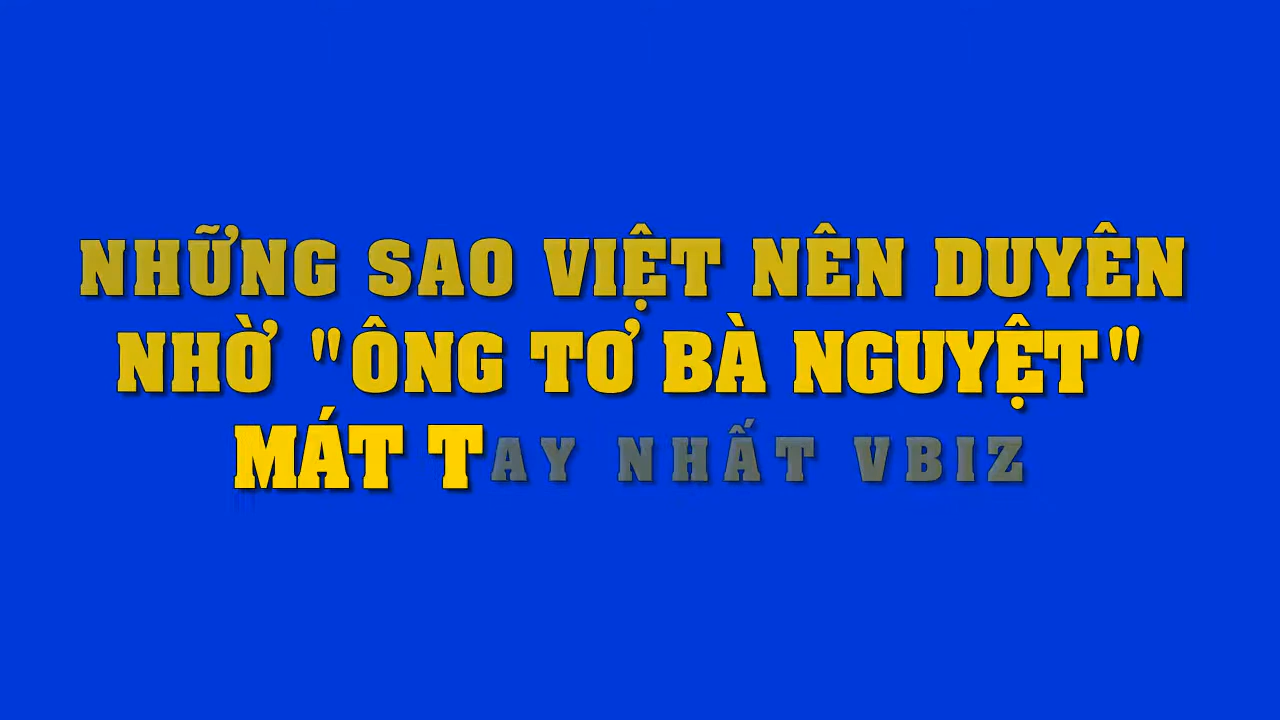 NHỮNG SAO VIỆT NÊN DUYÊN
NHỜ "ÔNG TƠ BÀ NGUYỆT"
MÁT TAY NHẤT VBIZ